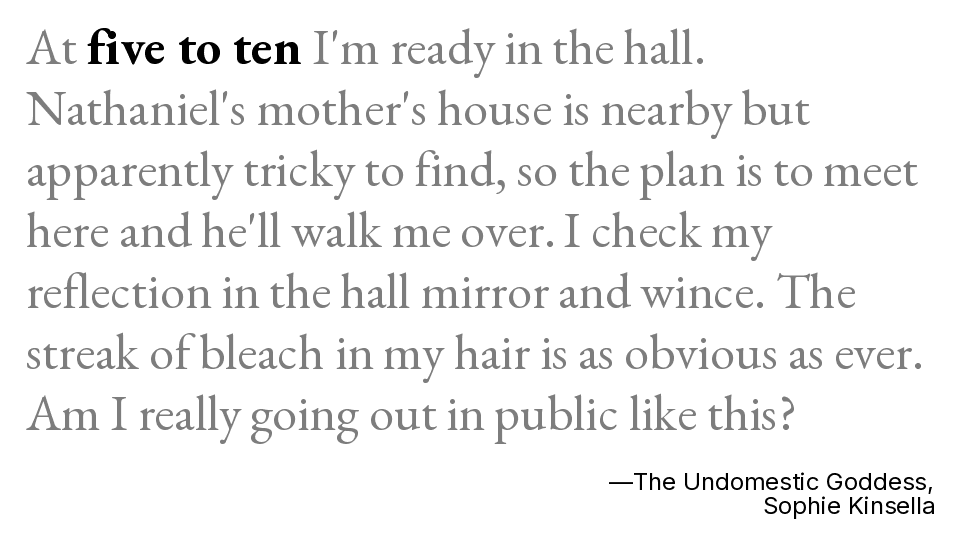 At five to ten I'm ready in the hall.
Nathaniel's mother's house is nearby but
apparently tricky to find, so the plan is to meet
here and he'll walk me over. I check my
reflection in the hall mirror and wince. The
streak of bleach in my hair is as obvious as ever.
Am I really going out in public like this?
—The Undomestic Goddess,
Sophie Kinsella